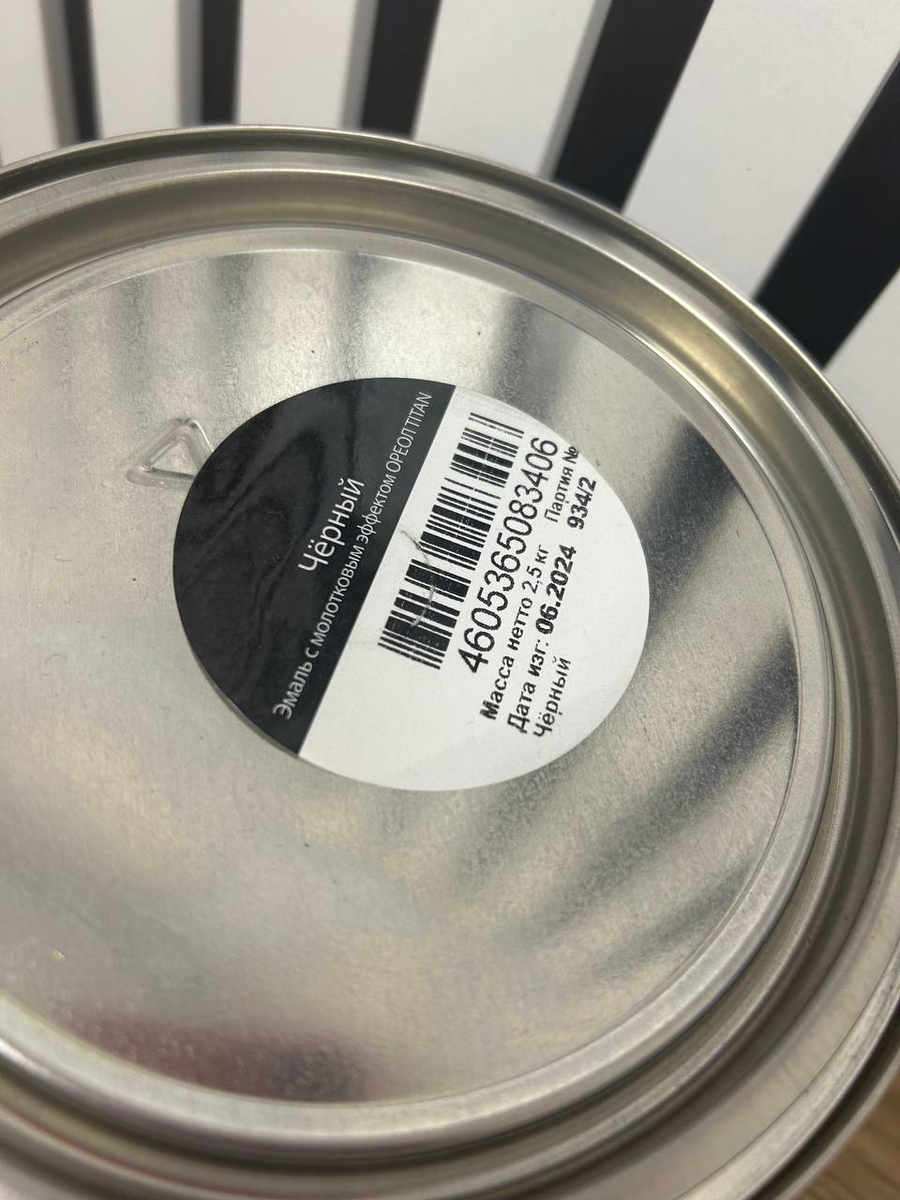 Чёрный
Эмаль с молотковым эффектом ОРЕОЛ TITAN
4605365083406
Масса нетто 2,5 кг Партия №
Дата изг: 06.2024 934/2
Чёрный